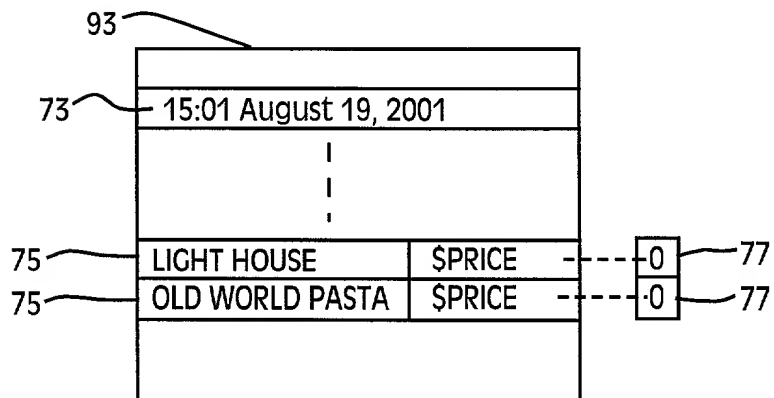 93
73 15:01 August 19, 2001
75 LIGHT HOUSE $PRICE 0 77
75 OLD WORLD PASTA $PRICE 0 77